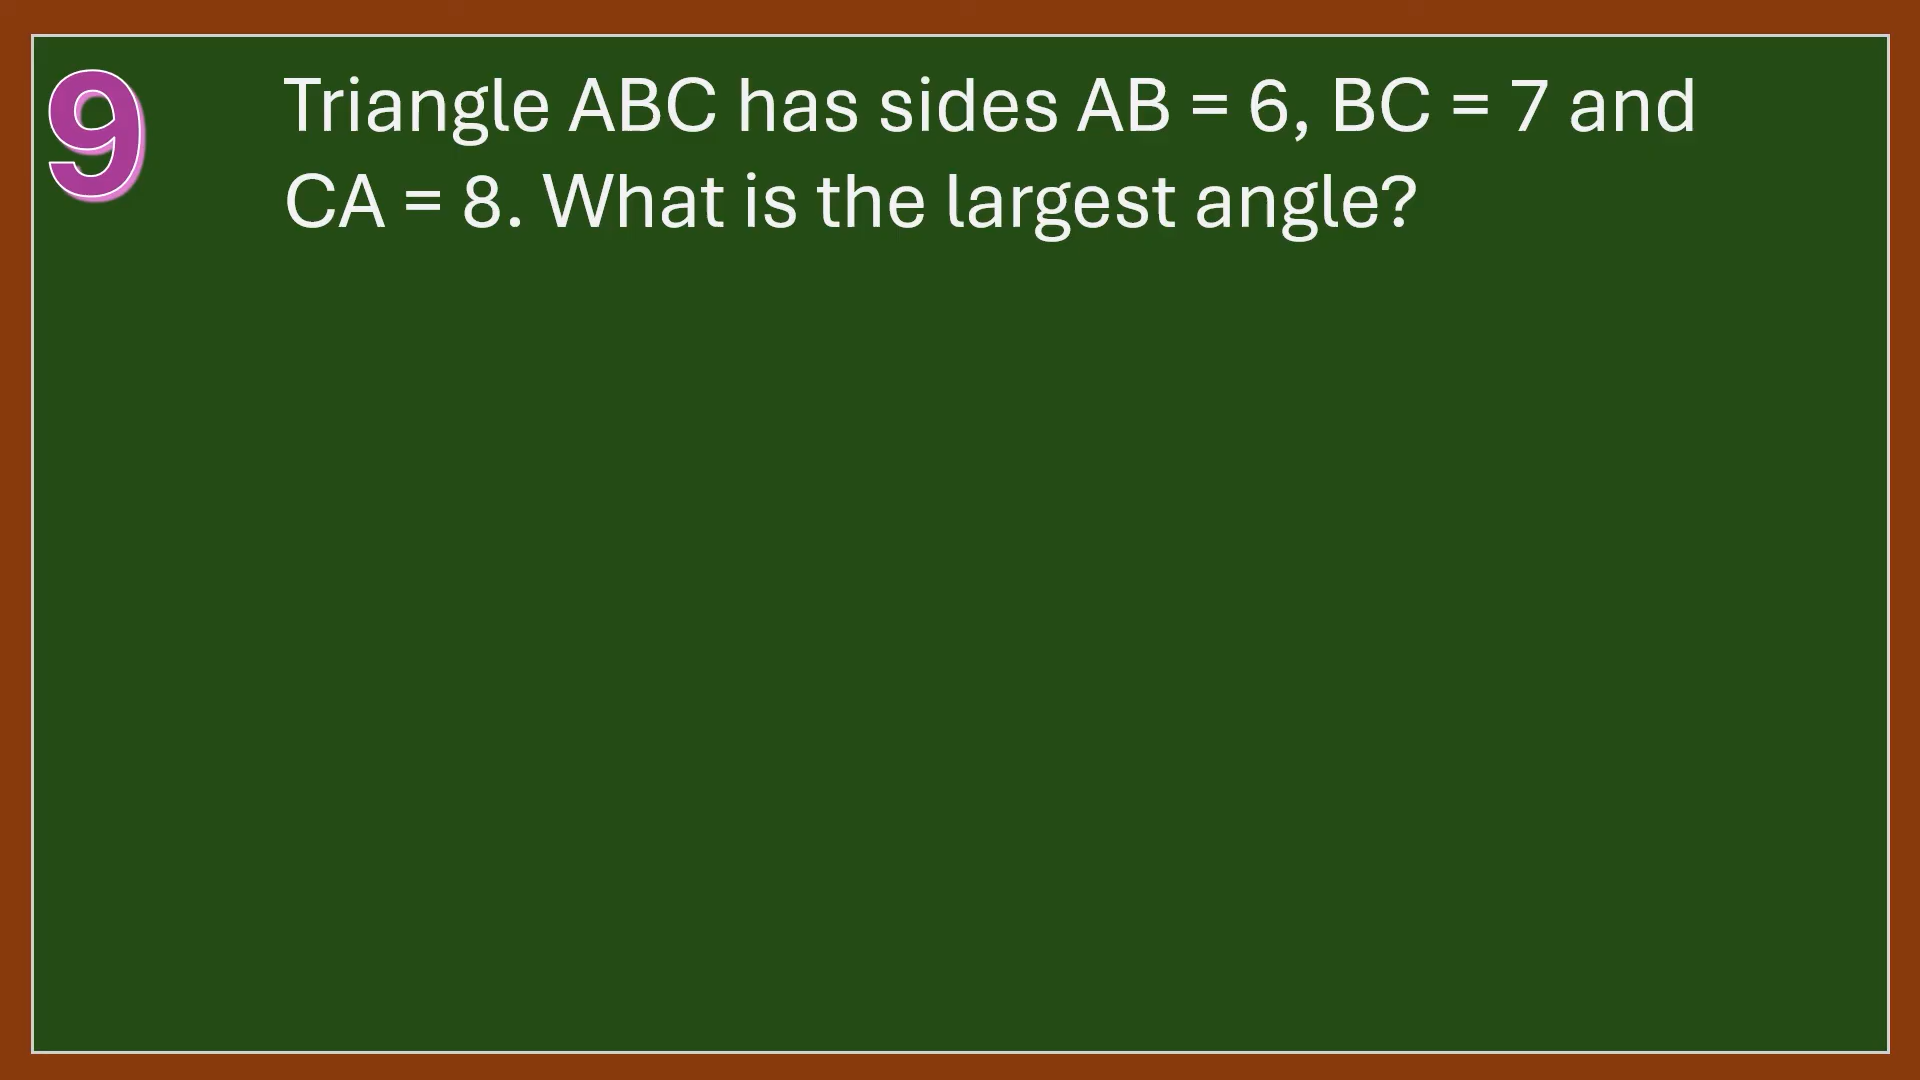 9
Triangle ABC has sides AB = 6, BC = 7 and
CA = 8. What is the largest angle?